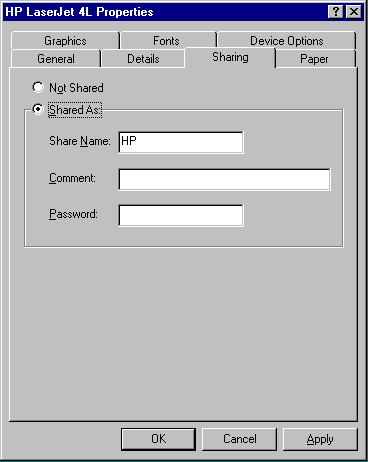 HP LaserJet 4L Properties
Graphics Fonts Device Options
General Details Sharing Paper
Not Shared
Shared As:
Share Name: HP
Comment:
Password:
OK Cancel Apply